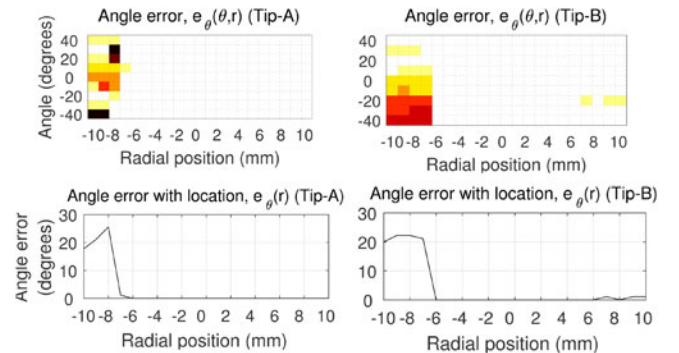 Angle error, e_θ(θ,r) (Tip-A)
Angle (degrees)
40
20
0
-20
-40
-10 -8 -6 -4 -2 0 2 4 6 8 10
Radial position (mm)
Angle error, e_θ(θ,r) (Tip-B)
40
20
0
-20
-40
-10 -8 -6 -4 -2 0 2 4 6 8 10
Radial position (mm)
Angle error with location, e_θ(r) (Tip-A)
Angle error
(degrees)
30
20
10
0
-10 -8 -6 -4 -2 0 2 4 6 8 10
Radial position (mm)
Angle error with location, e_θ(r) (Tip-B)
30
20
10
0
-10 -8 -6 -4 -2 0 2 4 6 8 10
Radial position (mm)